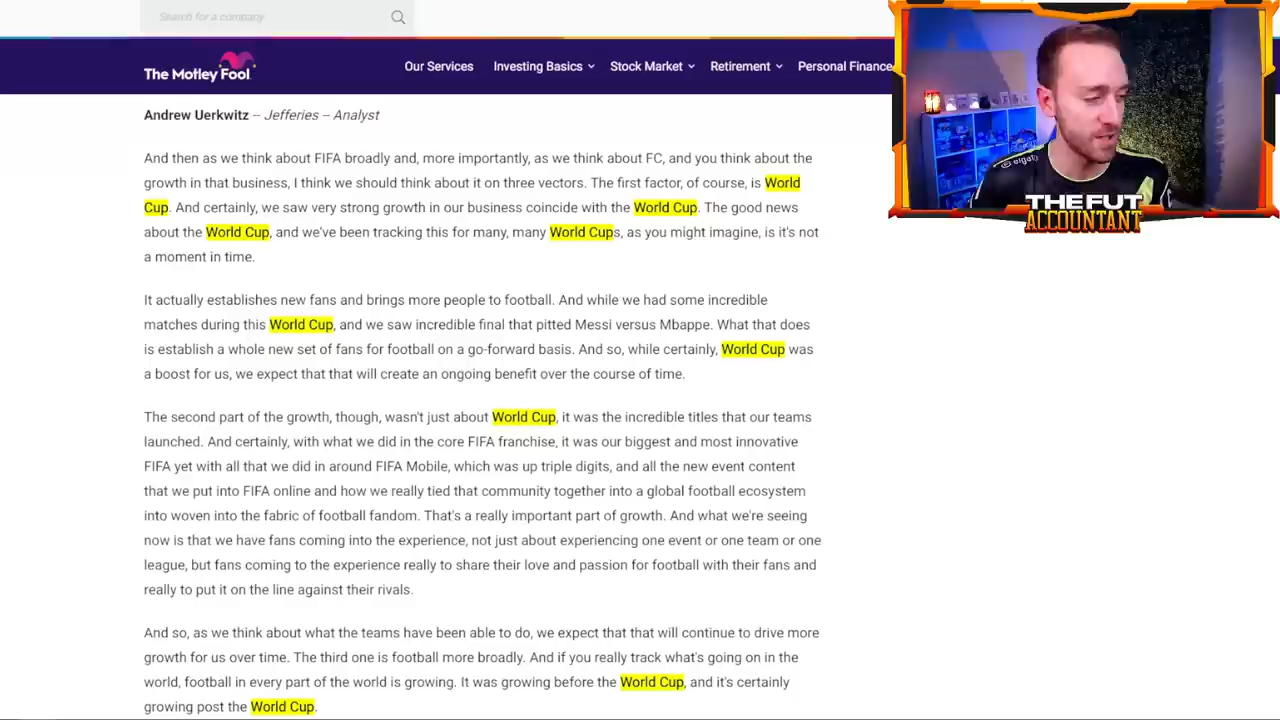 Search for a company
The Motley Fool.
Our Services
Investing Basics
Stock Market
Retirement
Personal Finance
Andrew Uerkwitz -- Jefferies -- Analyst
And then as we think about FIFA broadly and, more importantly, as we think about FC, and you think about the
growth in that business, I think we should think about it on three vectors. The first factor, of course, is World
Cup. And certainly, we saw very strong growth in our business coincide with the World Cup. The good news
about the World Cup, and we've been tracking this for many, many World Cups, as you might imagine, is it's not
a moment in time.
It actually establishes new fans and brings more people to football. And while we had some incredible
matches during this World Cup, and we saw incredible final that pitted Messi versus Mbappe. What that does
is establish a whole new set of fans for football on a go-forward basis. And so, while certainly, World Cup was
a boost for us, we expect that that will create an ongoing benefit over the course of time.
The second part of the growth, though, wasn't just about World Cup, it was the incredible titles that our teams
launched. And certainly, with what we did in the core FIFA franchise, it was our biggest and most innovative
FIFA yet with all that we did in around FIFA Mobile, which was up triple digits, and all the new event content
that we put into FIFA online and how we really tied that community together into a global football ecosystem
into woven into the fabric of football fandom. That's a really important part of growth. And what we're seeing
now is that we have fans coming into the experience, not just about experiencing one event or one team or one
league, but fans coming to the experience really to share their love and passion for football with their fans and
really to put it on the line against their rivals.
And so, as we think about what the teams have been able to do, we expect that that will continue to drive more
growth for us over time. The third one is football more broadly. And if you really track what's going on in the
world, football in every part of the world is growing. It was growing before the World Cup, and it's certainly
growing post the World Cup.
elgato
THE FUT
ACCOUNTANT